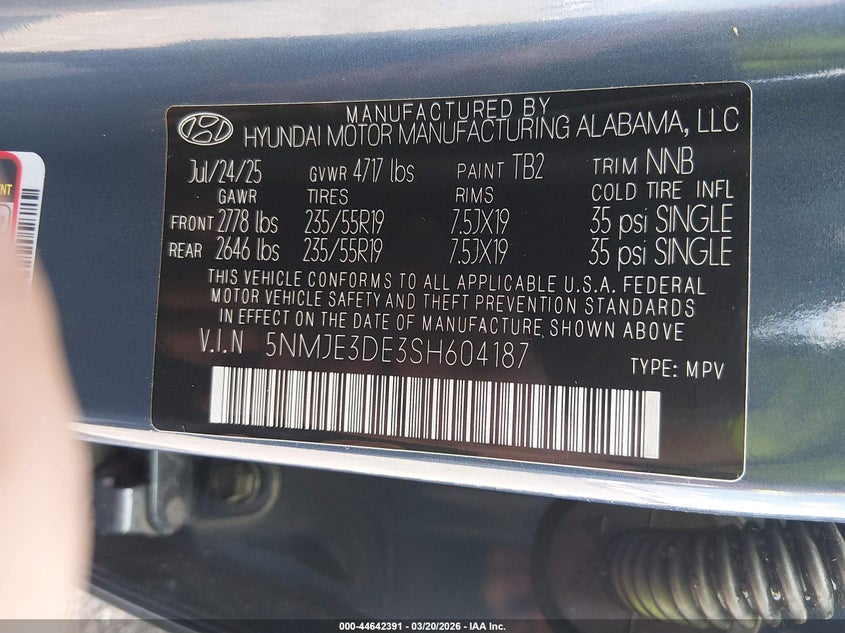 MANUFACTURED BY
HYUNDAI MOTOR MANUFACTURING ALABAMA, LLC
Jul/24/25 GVWR 4717 lbs PAINT TB2 TRIM NNB
GAWR TIRES RIMS COLD TIRE INFL
FRONT 2778 lbs 235/55R19 7.5JX19 35 psi SINGLE
REAR 2646 lbs 235/55R19 7.5JX19 35 psi SINGLE
THIS VEHICLE CONFORMS TO ALL APPLICABLE U.S.A. FEDERAL
MOTOR VEHICLE SAFETY AND THEFT PREVENTION STANDARDS
IN EFFECT ON THE DATE OF MANUFACTURE SHOWN ABOVE
V.I.N 5NMJE3DE3SH604187
TYPE: MPV
000-44642391 | 03/20/2026 - IAA Inc.